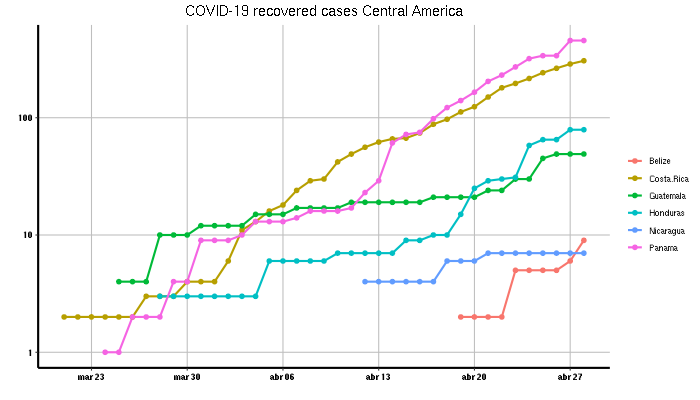 COVID-19 recovered cases Central America
100
10
1
mar 23 mar 30 abr 06 abr 13 abr 20 abr 27
Belize
Costa.Rica
Guatemala
Honduras
Nicaragua
Panama